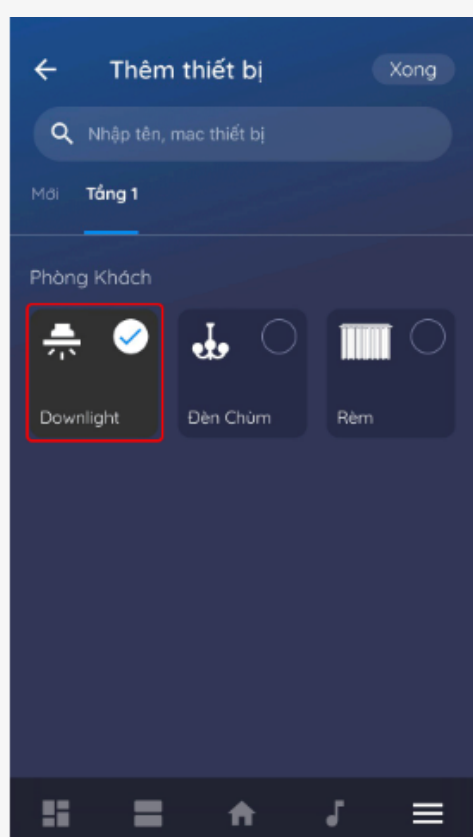 Thêm thiết bị
Xong
Nhập tên, mac thiết bị
Mới
Tầng 1
Phòng Khách
Downlight
Đèn Chùm
Rèm